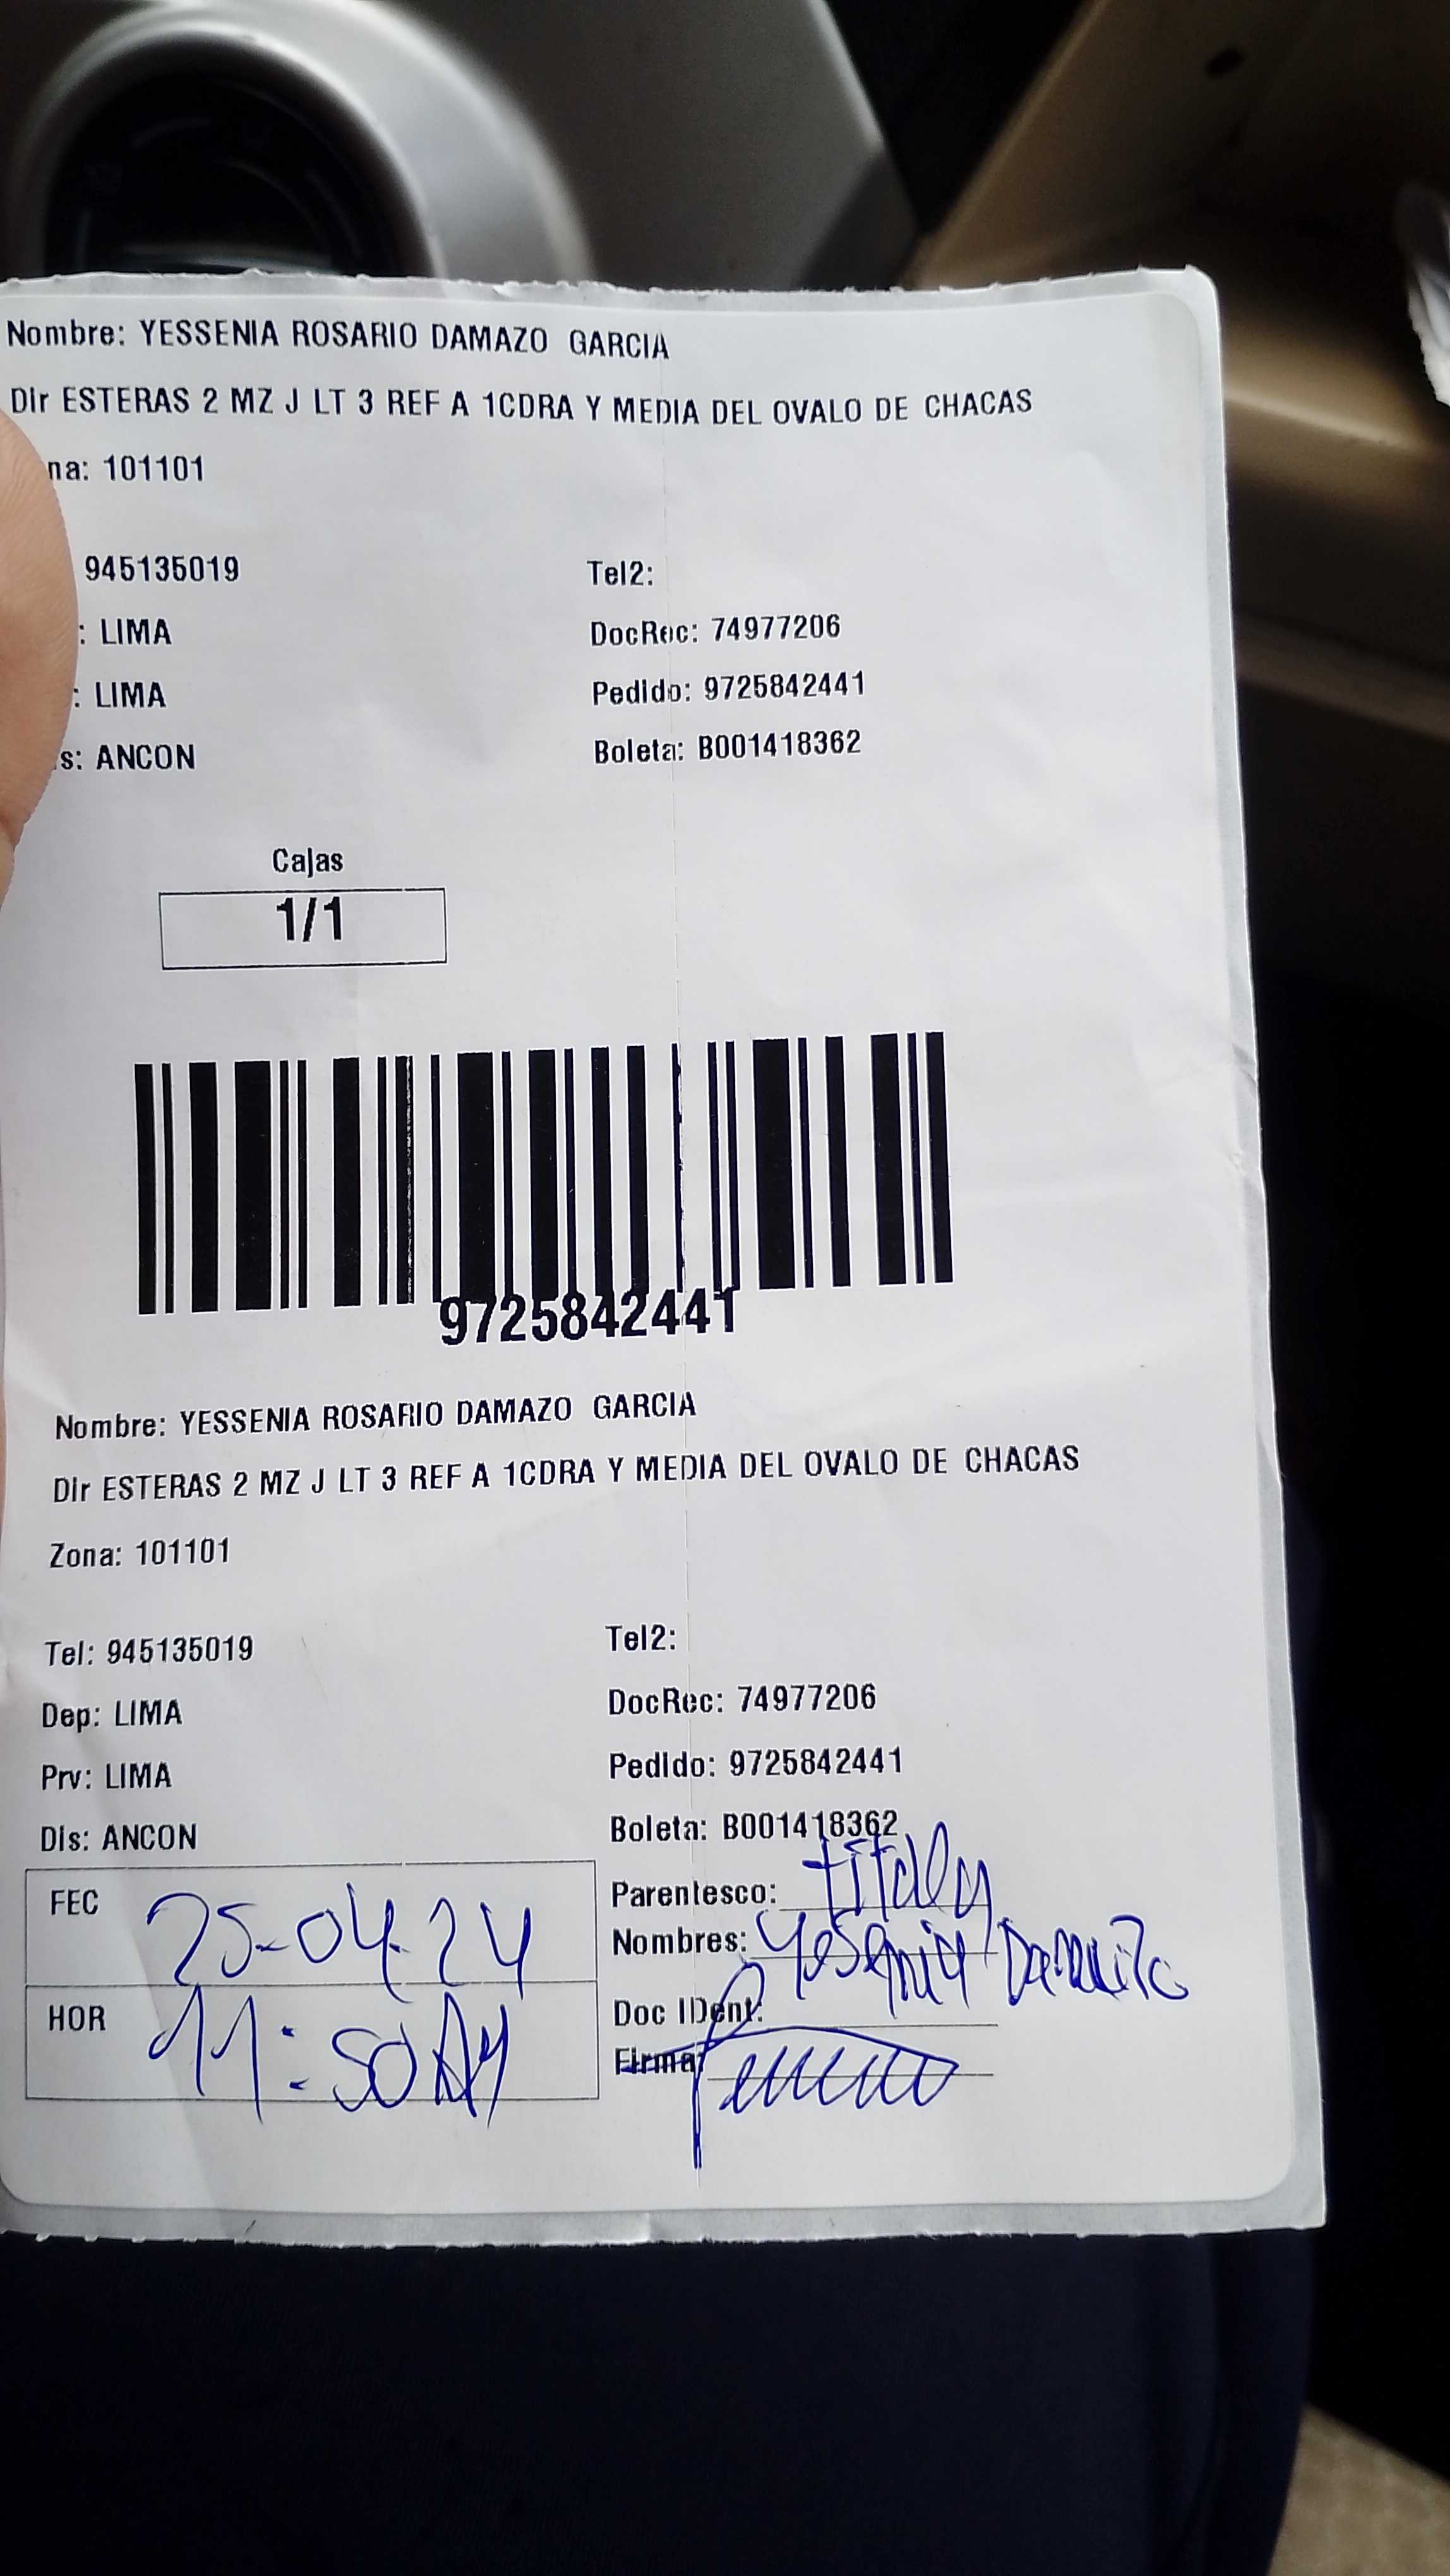 Nombre: YESSENIA ROSARIO DAMAZO GARCIA
Dir ESTERAS 2 MZ J LT 3 REF A 1CDRA Y MEDIA DEL OVALO DE CHACAS
na: 101101
945135019 Tel2:
: LIMA DocRec: 74977206
: LIMA Pedido: 9725842441
s: ANCON Boleta: B001418362
Cajas
1/1
9725842441
Nombre: YESSENIA ROSARIO DAMAZO GARCIA
Dir ESTERAS 2 MZ J LT 3 REF A 1CDRA Y MEDIA DEL OVALO DE CHACAS
Zona: 101101
Tel: 945135019 Tel2:
Dep: LIMA DocRec: 74977206
Prv: LIMA Pedido: 9725842441
Dis: ANCON Boleta: B001418362
FEC 25-04-24 Parentesco:
Nombres:
HOR 11:50 AM Doc IDent:
Firma: